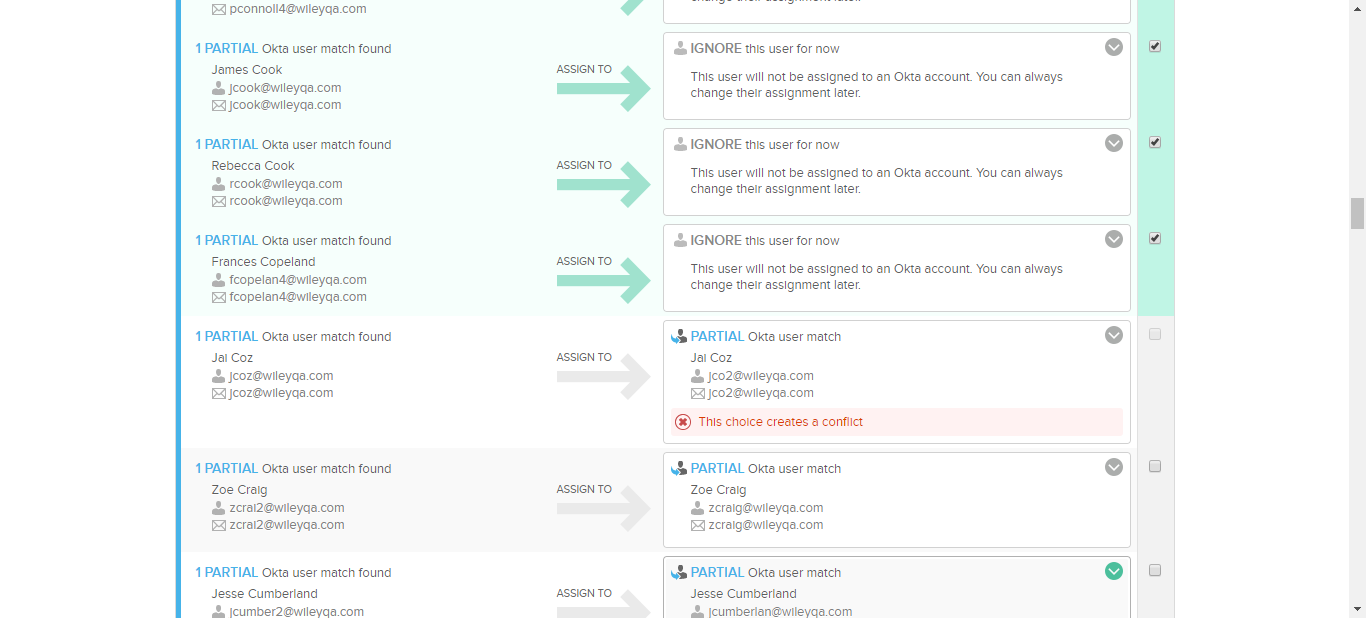 pconnoll4@wileyqa.com
change their assignment later.
1 PARTIAL Okta user match found
James Cook
jcook@wileyqa.com
jcook@wileyqa.com
ASSIGN TO
IGNORE this user for now
This user will not be assigned to an Okta account. You can always
change their assignment later.
1 PARTIAL Okta user match found
Rebecca Cook
rcook@wileyqa.com
rcook@wileyqa.com
ASSIGN TO
IGNORE this user for now
This user will not be assigned to an Okta account. You can always
change their assignment later.
1 PARTIAL Okta user match found
Frances Copeland
fcopelan4@wileyqa.com
fcopelan4@wileyqa.com
ASSIGN TO
IGNORE this user for now
This user will not be assigned to an Okta account. You can always
change their assignment later.
1 PARTIAL Okta user match found
Jai Coz
jcoz@wileyqa.com
jcoz@wileyqa.com
ASSIGN TO
PARTIAL Okta user match
Jai Coz
jco2@wileyqa.com
jco2@wileyqa.com
This choice creates a conflict
1 PARTIAL Okta user match found
Zoe Craig
zcrai2@wileyqa.com
zcrai2@wileyqa.com
ASSIGN TO
PARTIAL Okta user match
Zoe Craig
zcraig@wileyqa.com
zcraig@wileyqa.com
1 PARTIAL Okta user match found
Jesse Cumberland
jcumber2@wileyqa.com
ASSIGN TO
PARTIAL Okta user match
Jesse Cumberland
jcumberlan@wileyqa.com